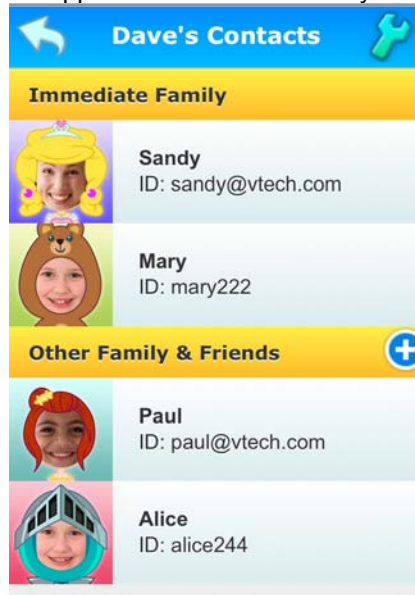 Dave's Contacts
Immediate Family
Sandy
ID: sandy@vtech.com
Mary
ID: mary222
Other Family & Friends
Paul
ID: paul@vtech.com
Alice
ID: alice244